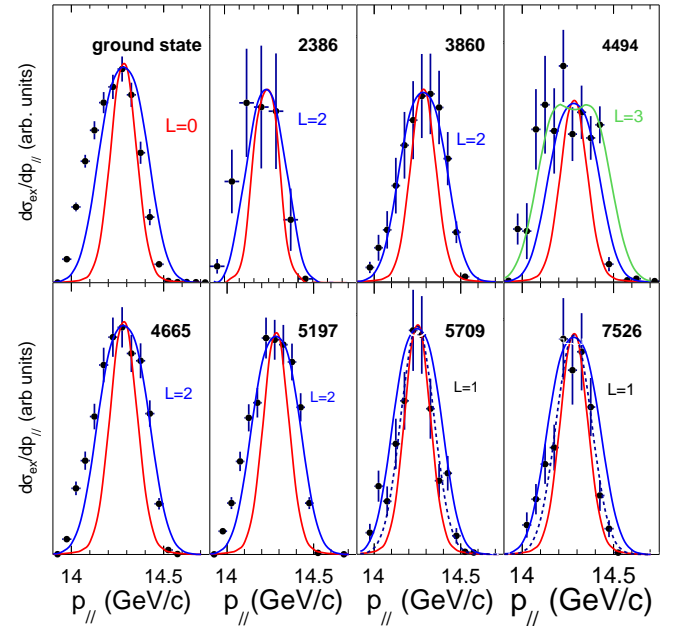 dσex/dp// (arb. units)
ground state
L=0
2386
L=2
3860
L=2
4494
L=3
dσex/dp// (arb units)
4665
L=2
5197
L=2
5709
L=1
7526
L=1
14 14.5
14 14.5
14 14.5
14 14.5
p// (GeV/c)
p// (GeV/c)
p// (GeV/c)
p// (GeV/c)